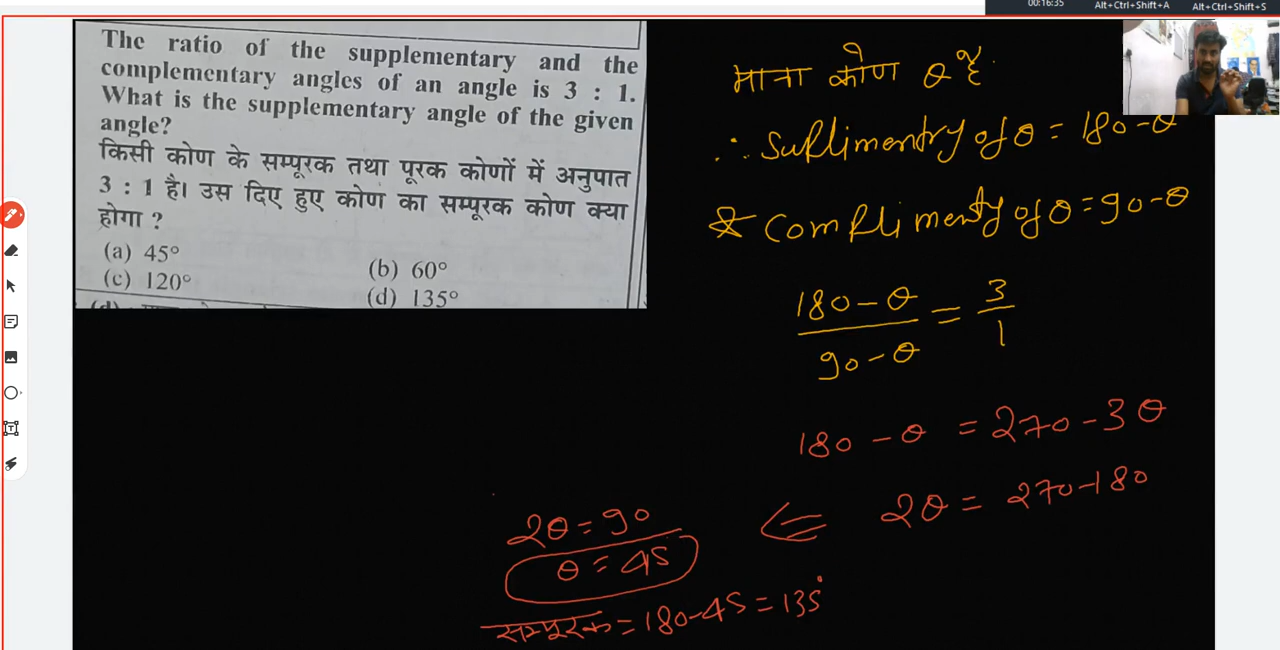 00:16:35 Alt+Ctrl+Shift+A Alt+Ctrl+Shift+S
The ratio of the supplementary and the
complementary angles of an angle is 3 : 1.
What is the supplementary angle of the given
angle?
किसी कोण के सम्पूरक तथा पूरक कोणों में अनुपात
3 : 1 है। उस दिए हुए कोण का सम्पूरक कोण क्या
होगा ?
(a) 45°
(b) 60°
(c) 120°
(d) 135°
माना कोण θ है
∴ Suplimentry of θ = 180-θ
& Complimenty of θ = 90-θ
180-θ / 90-θ = 3/1
180-θ = 270-3θ
2θ = 270-180
⇐
2θ = 90
θ = 45
सम्पूरक = 180-45 = 135°